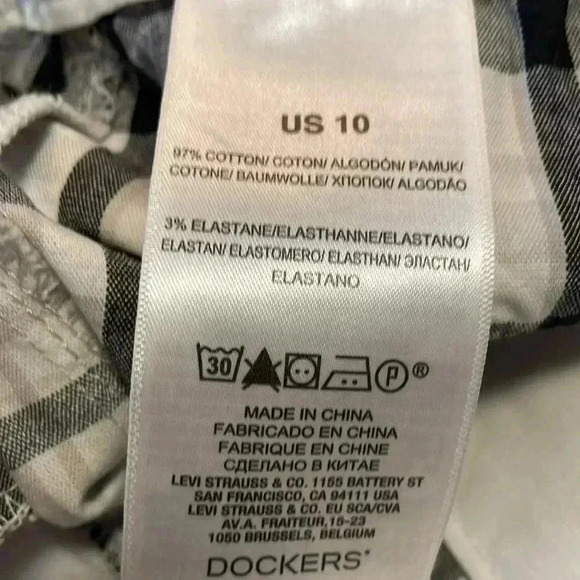 US 10
97% COTTON/ COTON/ ALGODÓN/ PAMUK/
COTONE/ BAUMWOLLE/ ХЛОПОК/ ALGODÃO
3% ELASTANE/ELASTHANNE/ELASTANO/
ELASTAN/ ELASTOMERO/ ELASTHAN/ ЭЛАСТАН/
ELASTANO
30 P ®
MADE IN CHINA
FABRICADO EN CHINA
FABRIQUE EN CHINE
СДЕЛАНО В КИТАЕ
LEVI STRAUSS & CO. 1155 BATTERY ST
SAN FRANCISCO, CA 94111 USA
LEVI STRAUSS & CO. EU SCA/CVA
AV.A. FRAITEUR,15-23
1050 BRUSSELS, BELGIUM
DOCKERS®